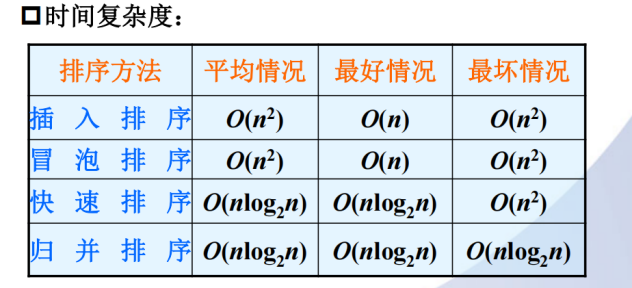 时间复杂度：
排序方法 平均情况 最好情况 最坏情况
插入排序 O(n²) O(n) O(n²)
冒泡排序 O(n²) O(n) O(n²)
快速排序 O(nlog₂n) O(nlog₂n) O(n²)
归并排序 O(nlog₂n) O(nlog₂n) O(nlog₂n)